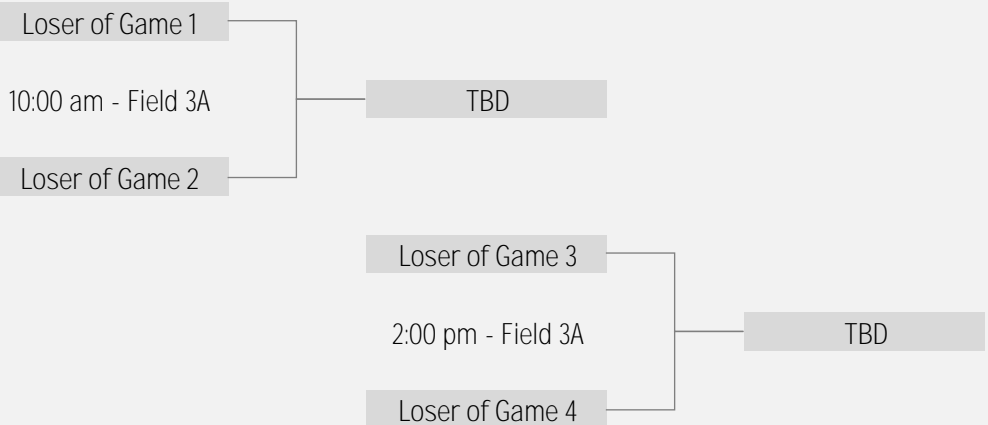 Loser of Game 1
10:00 am - Field 3A
TBD
Loser of Game 2
Loser of Game 3
2:00 pm - Field 3A
TBD
Loser of Game 4